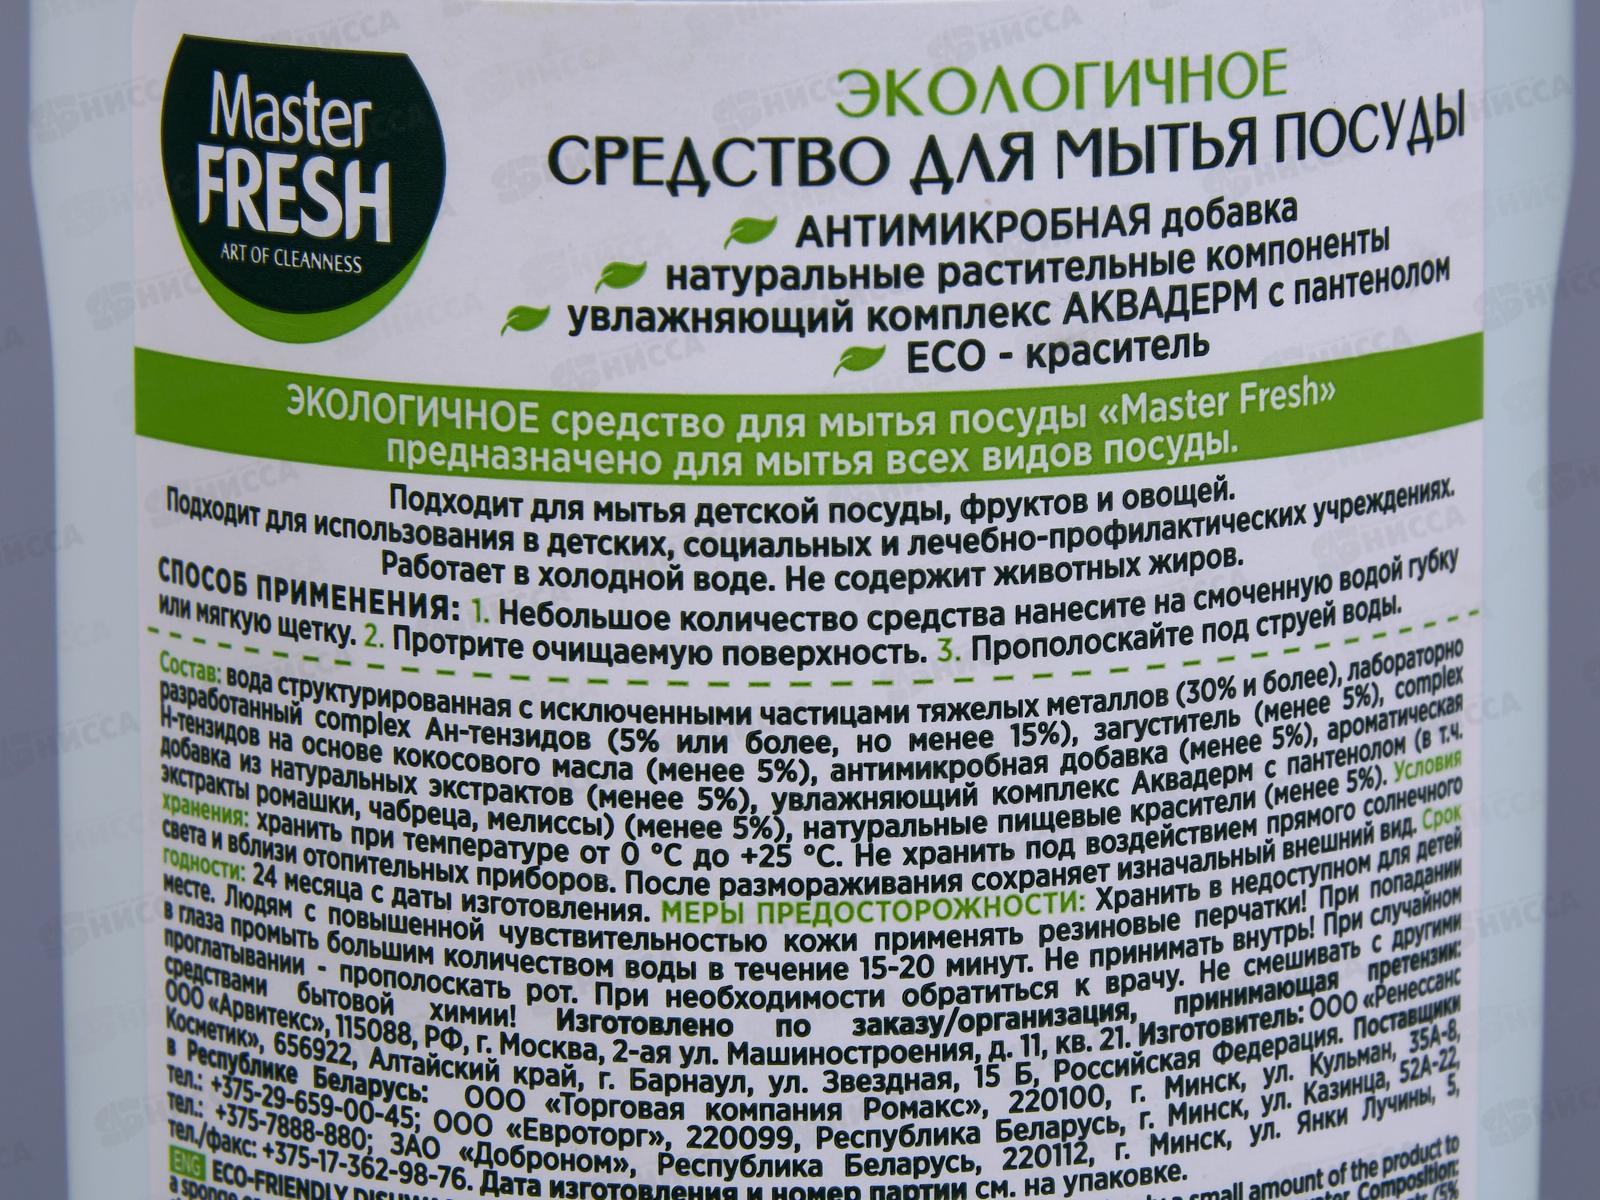 Master
FRESH
ART OF CLEANNESS
ЭКОЛОГИЧНОЕ
СРЕДСТВО ДЛЯ МЫТЬЯ ПОСУДЫ
АНТИМИКРОБНАЯ добавка
натуральные растительные компоненты
увлажняющий комплекс АКВАДЕРМ с пантенолом
ECO - краситель
ЭКОЛОГИЧНОЕ средство для мытья посуды «Master Fresh»
предназначено для мытья всех видов посуды.
Подходит для мытья детской посуды, фруктов и овощей.
Подходит для использования в детских, социальных и лечебно-профилактических учреждениях.
Работает в холодной воде. Не содержит животных жиров.
СПОСОБ ПРИМЕНЕНИЯ: 1. Небольшое количество средства нанесите на смоченную водой губку
или мягкую щетку. 2. Протрите очищаемую поверхность. 3. Прополоскайте под струей воды.
Состав: вода структурированная с исключенными частицами тяжелых металлов (30% и более), лабораторно
разработанный complex Ан-тензидов (5% или более, но менее 15%), загуститель (менее 5%), complex
Н-тензидов на основе кокосового масла (менее 5%), антимикробная добавка (менее 5%), ароматическая
добавка из натуральных экстрактов (менее 5%), увлажняющий комплекс Аквадерм с пантенолом (в т.ч.
экстракты ромашки, чабреца, мелиссы) (менее 5%), натуральные пищевые красители (менее 5%). Условия
хранения: хранить при температуре от 0 °C до +25 °C. Не хранить под воздействием прямого солнечного
света и вблизи отопительных приборов. После размораживания сохраняет изначальный внешний вид. Срок
годности: 24 месяца с даты изготовления. МЕРЫ ПРЕДОСТОРОЖНОСТИ: Хранить в недоступном для детей
месте. Людям с повышенной чувствительностью кожи применять резиновые перчатки! При попадании
в глаза промыть большим количеством воды в течение 15-20 минут. Не принимать внутрь! При случайном
проглатывании - прополоскать рот. При необходимости обратиться к врачу. Не смешивать с другими
средствами бытовой химии! Изготовлено по заказу/организация, принимающая претензии:
ООО «Арвитекс», 115088, РФ, г. Москва, 2-ая ул. Машиностроения, д. 11, кв. 21. Изготовитель: ООО «Ренессанс
Косметик», 656922, Алтайский край, г. Барнаул, ул. Звездная, 15 Б, Российская Федерация. Поставщики
в Республике Беларусь: ООО «Торговая компания Ромакс», 220100, г. Минск, ул. Кульман, 35А-8,
тел.: +375-29-659-00-45; ООО «Евроторг», 220099, Республика Беларусь, г. Минск, ул. Казинца, 52А-22,
тел.: +375-7888-880; ЗАО «Доброном», Республика Беларусь, 220112, г. Минск, ул. Янки Лучины, 5,
тел./факс: +375-17-362-98-76. Дата изготовления и номер партии см. на упаковке.
ENG ECO-FRIENDLY small amount of the product to
a sponge Composition: